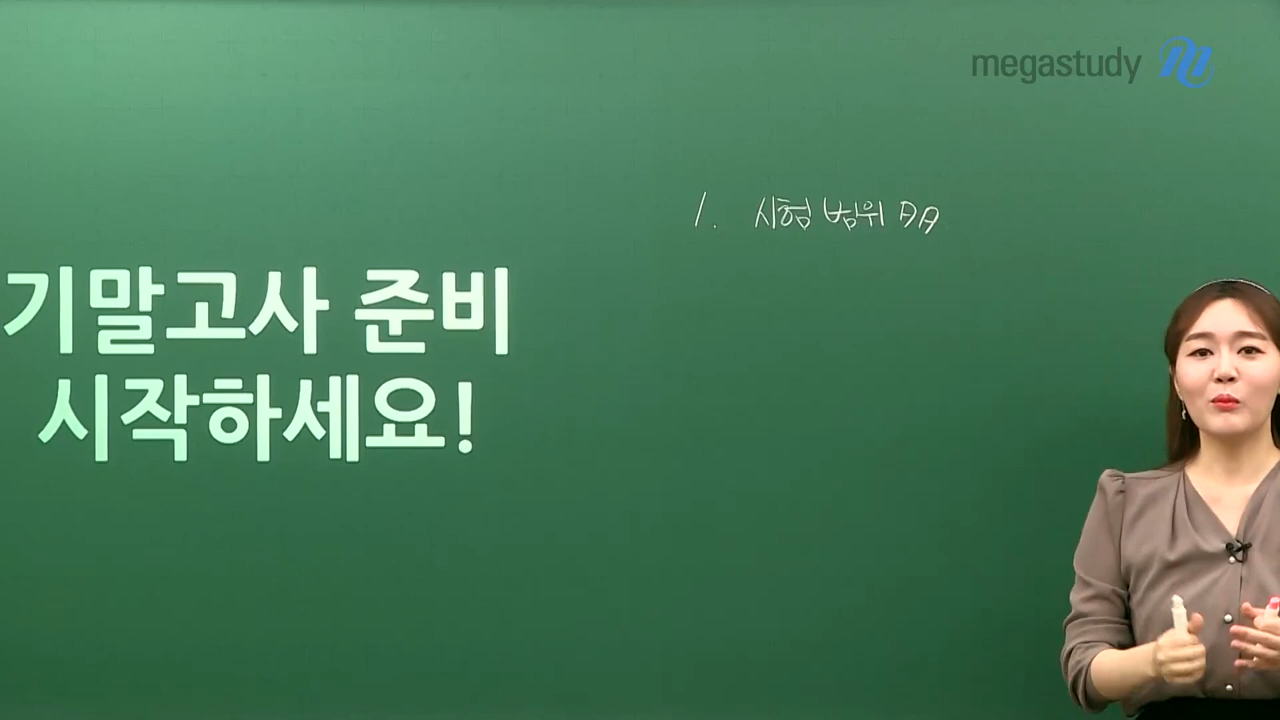 megastudy
1. 시험 범위
기말고사 준비
시작하세요!